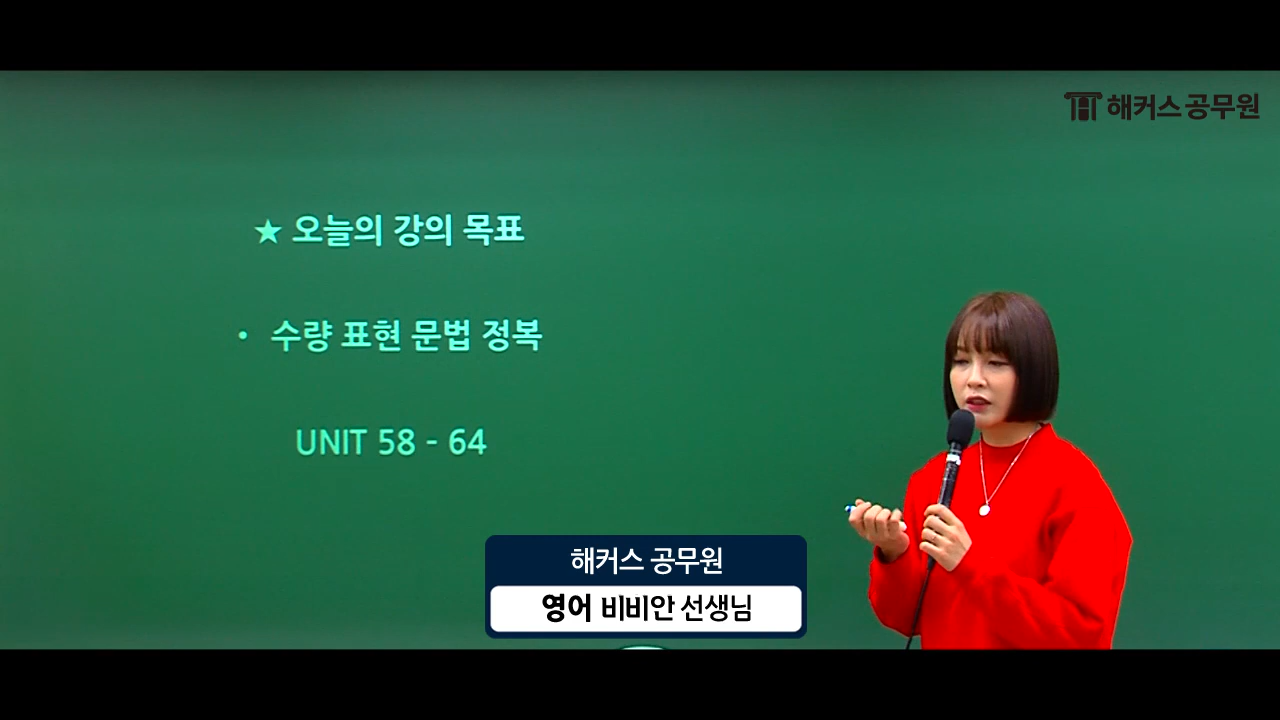 해커스 공무원
★ 오늘의 강의 목표
• 수량 표현 문법 정복
UNIT 58 - 64
해커스 공무원
영어 비비안 선생님